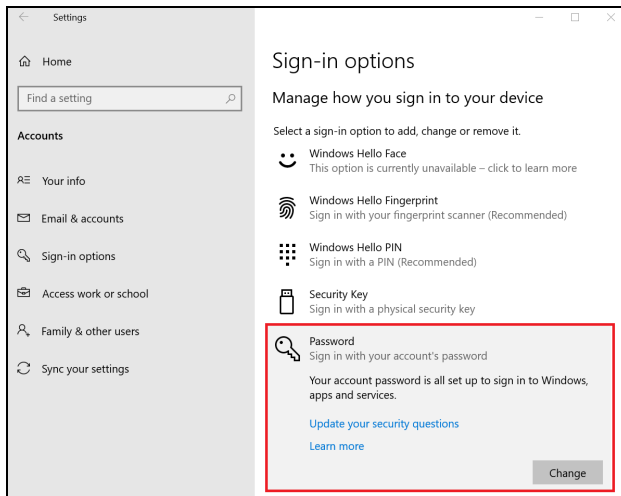 Settings
Home
Find a setting
Accounts
Your info
Email & accounts
Sign-in options
Access work or school
Family & other users
Sync your settings
Sign-in options
Manage how you sign in to your device
Select a sign-in option to add, change or remove it.
Windows Hello Face
This option is currently unavailable – click to learn more
Windows Hello Fingerprint
Sign in with your fingerprint scanner (Recommended)
Windows Hello PIN
Sign in with a PIN (Recommended)
Security Key
Sign in with a physical security key
Password
Sign in with your account's password
Your account password is all set up to sign in to Windows,
apps and services.
Update your security questions
Learn more
Change